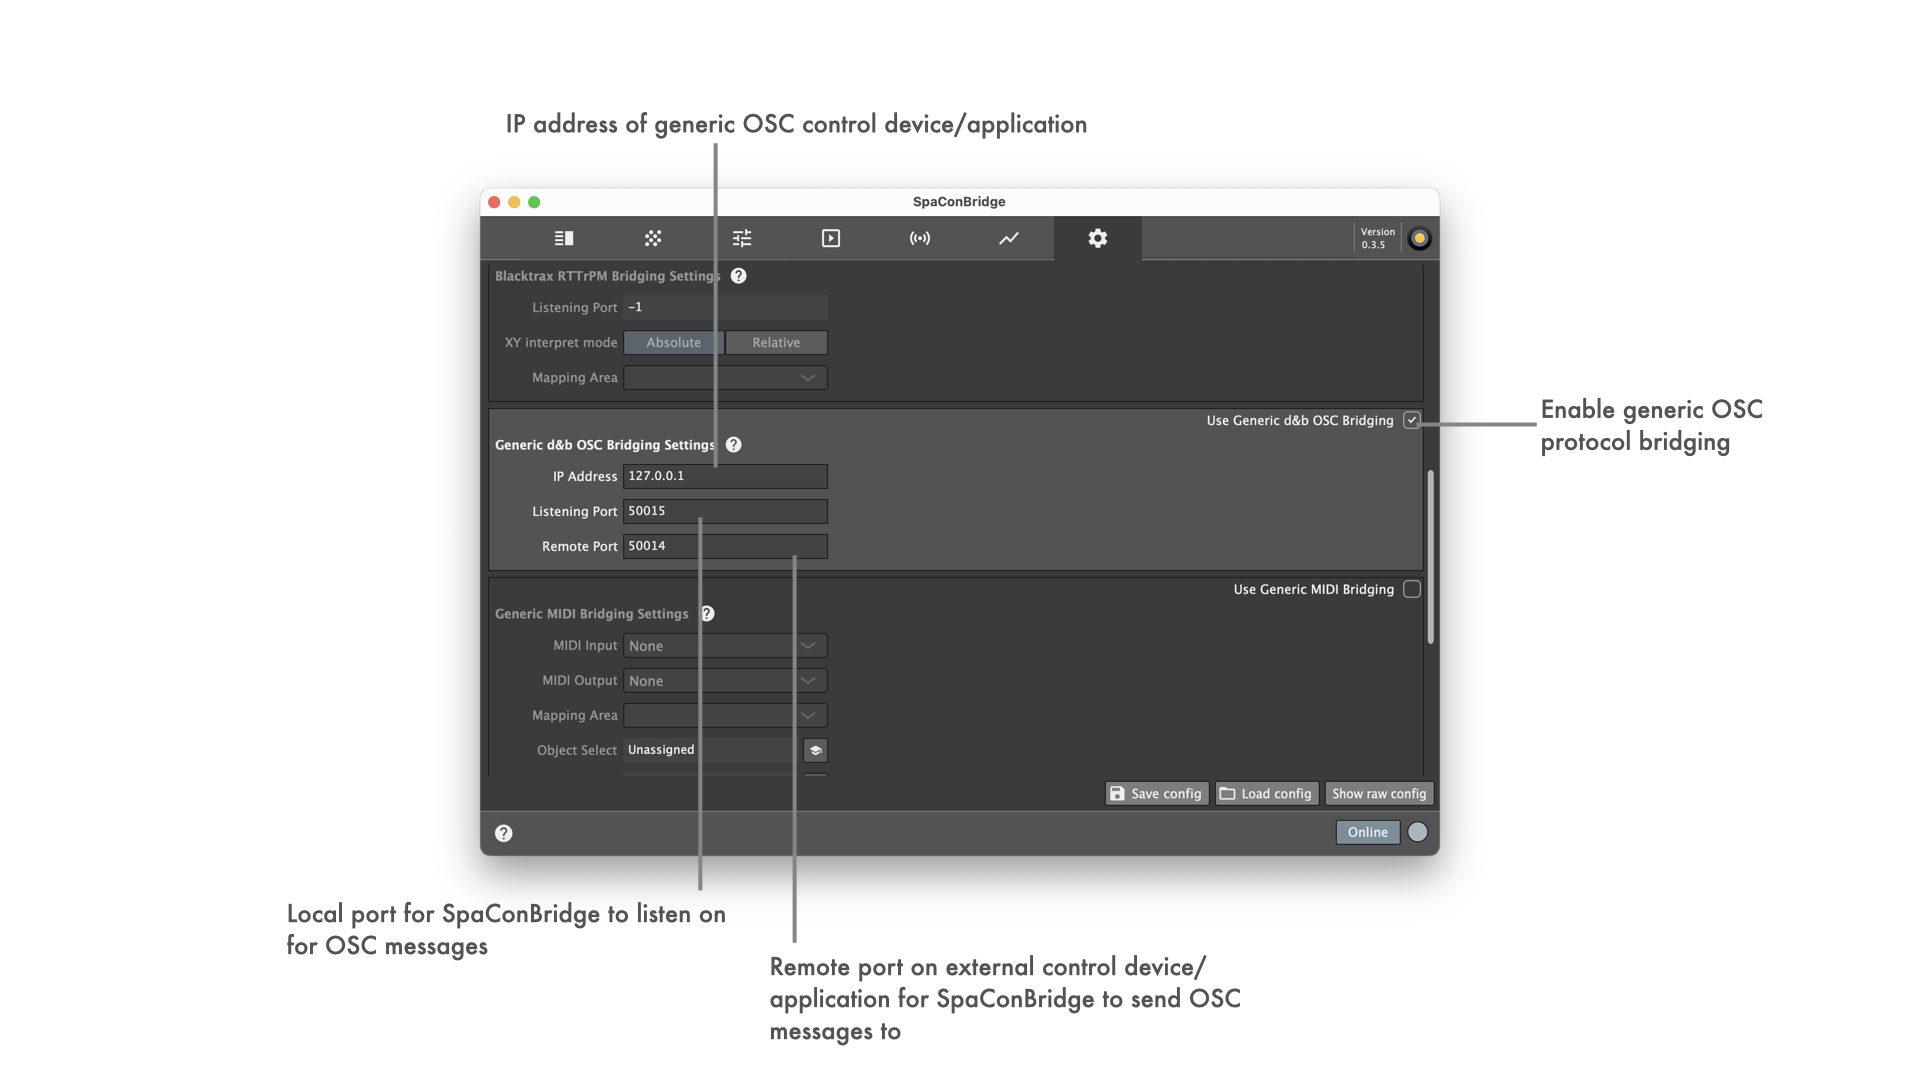 IP address of generic OSC control device/application
SpaConBridge
Version
0.3.5
Blacktrax RTTrPM Bridging Settings ?
Listening Port -1
XY interpret mode Absolute Relative
Mapping Area
Use Generic d&b OSC Bridging
Enable generic OSC
protocol bridging
Generic d&b OSC Bridging Settings ?
IP Address 127.0.0.1
Listening Port 50015
Remote Port 50014
Use Generic MIDI Bridging
Generic MIDI Bridging Settings ?
MIDI Input None
MIDI Output None
Mapping Area
Object Select Unassigned
Save config Load config Show raw config
? Online
Local port for SpaConBridge to listen on
for OSC messages
Remote port on external control device/
application for SpaConBridge to send OSC
messages to